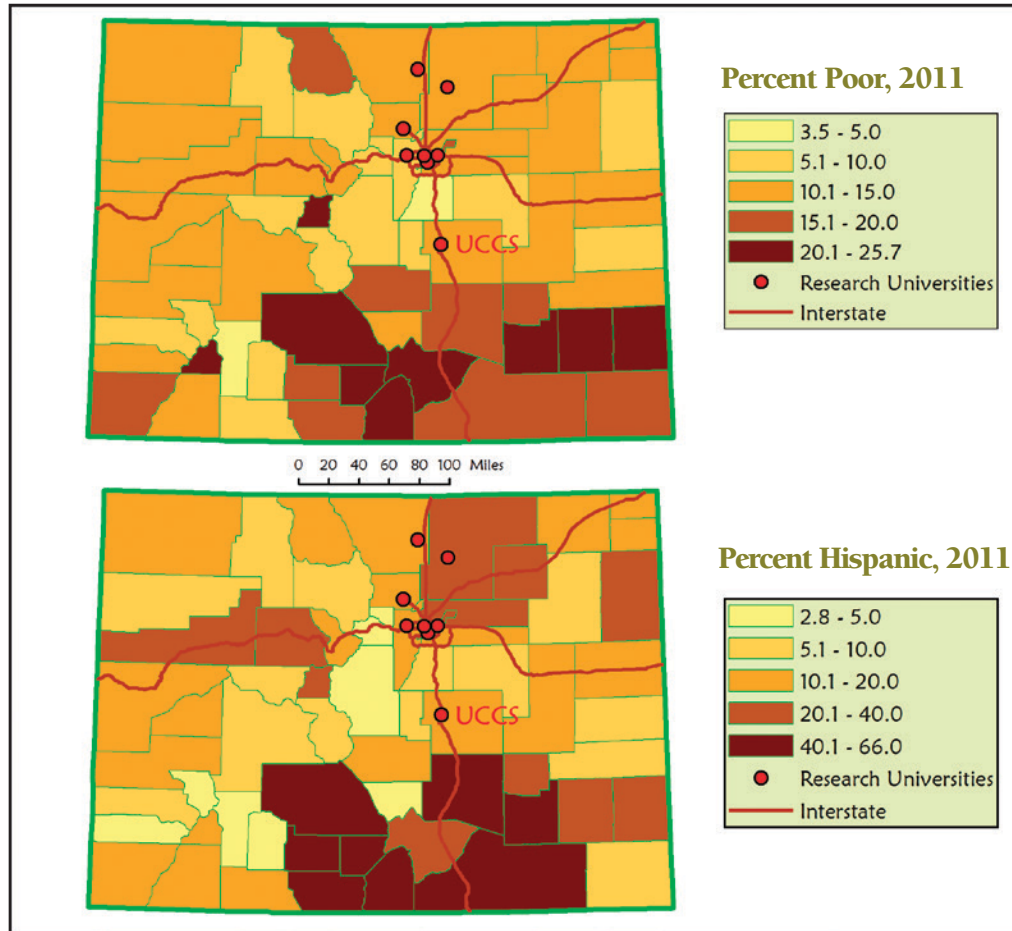 Percent Poor, 2011
3.5 - 5.0
5.1 - 10.0
10.1 - 15.0
15.1 - 20.0
20.1 - 25.7
Research Universities
Interstate
UCCS
0 20 40 60 80 100 Miles
Percent Hispanic, 2011
2.8 - 5.0
5.1 - 10.0
10.1 - 20.0
20.1 - 40.0
40.1 - 66.0
Research Universities
Interstate
UCCS